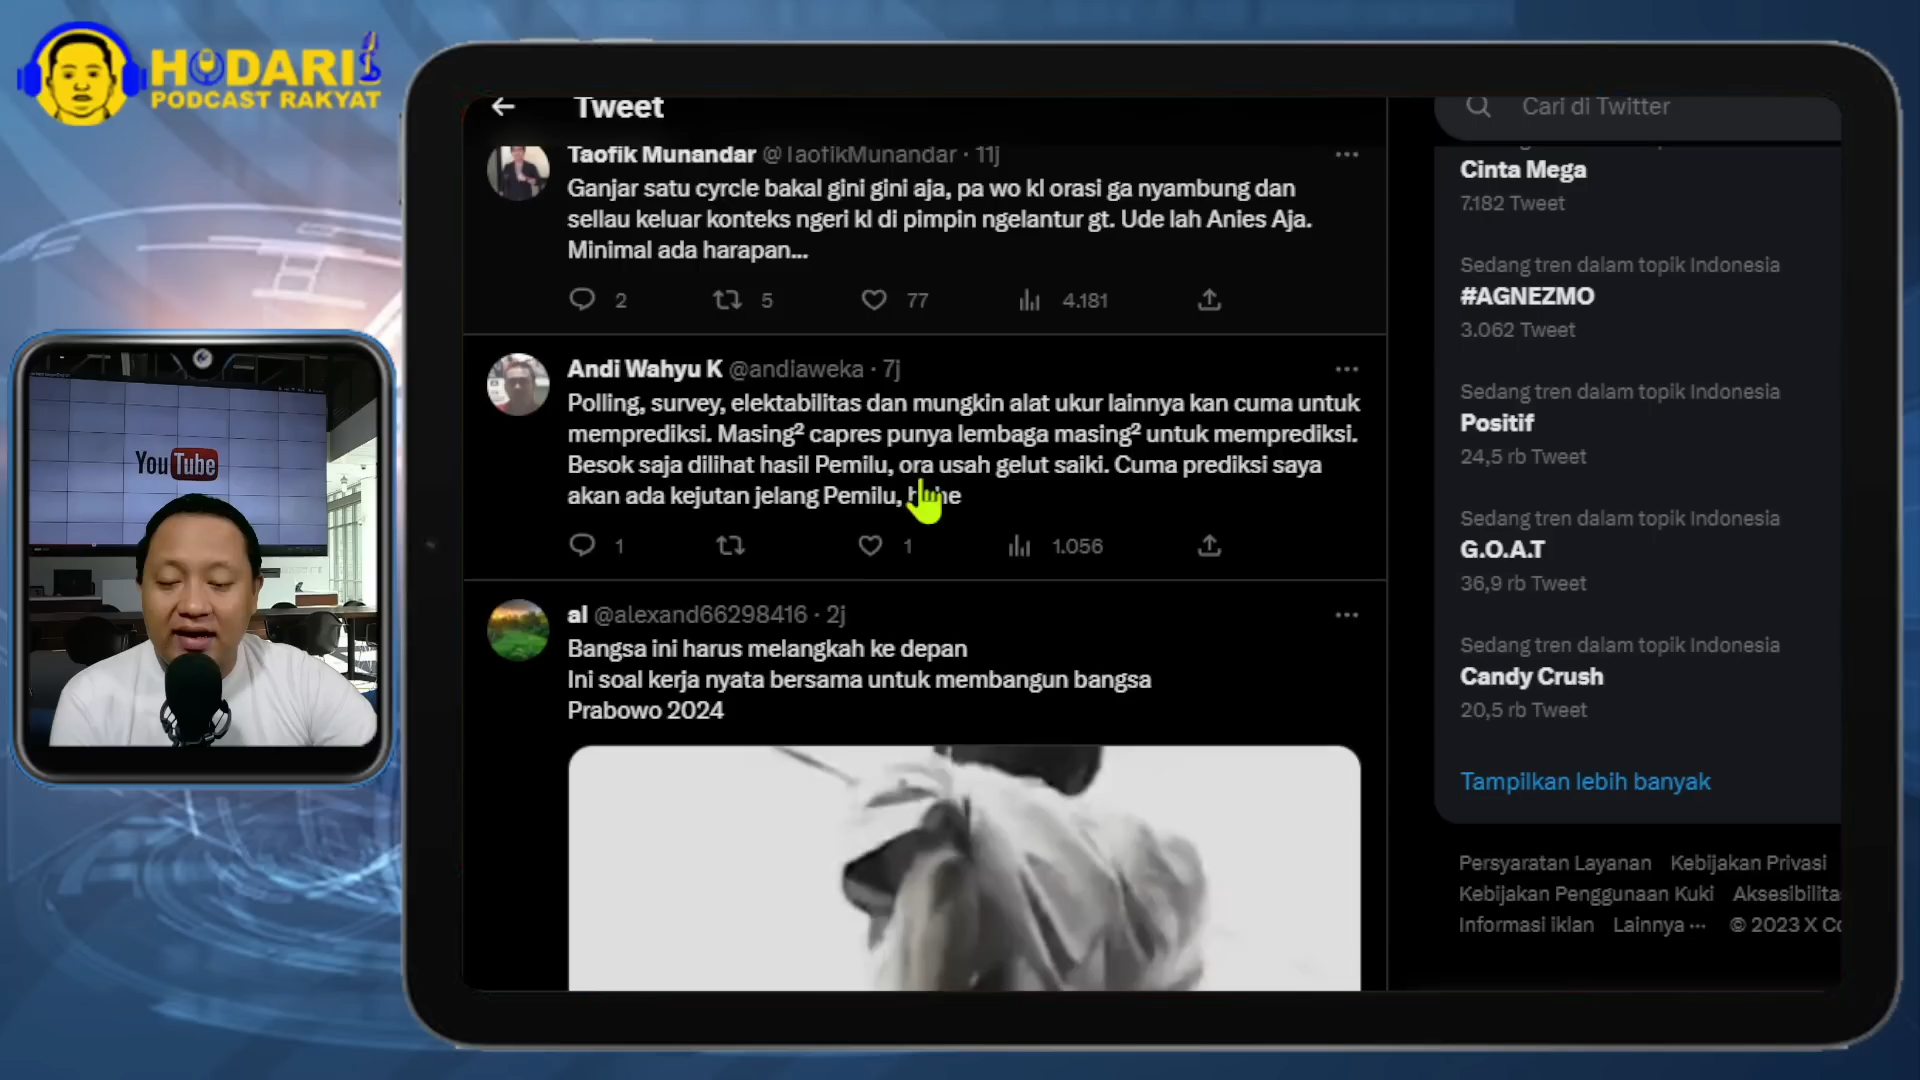 HODARI
PODCAST RAKYAT
YouTube
Tweet
Taofik Munandar @TaofikMunandar · 11j
Ganjar satu cyrcle bakal gini gini aja, pa wo kl orasi ga nyambung dan
sellau keluar konteks ngeri kl di pimpin ngelantur gt. Ude lah Anies Aja.
Minimal ada harapan...
2 5 77 4.181
Andi Wahyu K @andiaweka · 7j
Polling, survey, elektabilitas dan mungkin alat ukur lainnya kan cuma untuk
memprediksi. Masing² capres punya lembaga masing² untuk memprediksi.
Besok saja dilihat hasil Pemilu, ora usah gelut saiki. Cuma prediksi saya
akan ada kejutan jelang Pemilu,
1 1 1.056
al @alexand66298416 · 2j
Bangsa ini harus melangkah ke depan
Ini soal kerja nyata bersama untuk membangun bangsa
Prabowo 2024
Cari di Twitter
Cinta Mega
7.182 Tweet
Sedang tren dalam topik Indonesia
#AGNEZMO
3.062 Tweet
Sedang tren dalam topik Indonesia
Positif
24,5 rb Tweet
Sedang tren dalam topik Indonesia
G.O.A.T
36,9 rb Tweet
Sedang tren dalam topik Indonesia
Candy Crush
20,5 rb Tweet
Tampilkan lebih banyak
Persyaratan Layanan Kebijakan Privasi
Kebijakan Penggunaan Kuki Aksesibilita
Informasi iklan Lainnya ··· © 2023 X Co